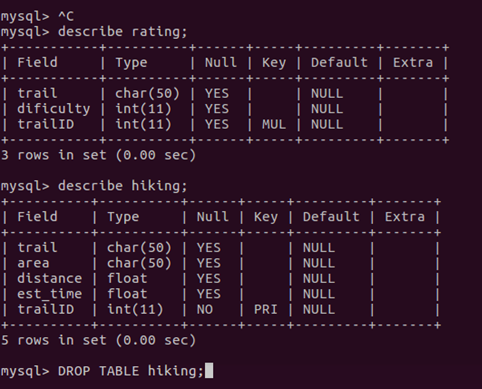 mysql> ^C
mysql> describe rating;
+-----------+----------+------+-----+---------+-------+
| Field     | Type     | Null | Key | Default | Extra |
+-----------+----------+------+-----+---------+-------+
| trail     | char(50) | YES  |     | NULL    |       |
| dificulty | int(11)  | YES  |     | NULL    |       |
| trailID   | int(11)  | YES  | MUL | NULL    |       |
+-----------+----------+------+-----+---------+-------+
3 rows in set (0.00 sec)
mysql> describe hiking;
+----------+----------+------+-----+---------+-------+
| Field    | Type     | Null | Key | Default | Extra |
+----------+----------+------+-----+---------+-------+
| trail    | char(50) | YES  |     | NULL    |       |
| area     | char(50) | YES  |     | NULL    |       |
| distance | float    | YES  |     | NULL    |       |
| est_time | float    | YES  |     | NULL    |       |
| trailID  | int(11)  | NO   | PRI | NULL    |       |
+----------+----------+------+-----+---------+-------+
5 rows in set (0.00 sec)
mysql> DROP TABLE hiking;